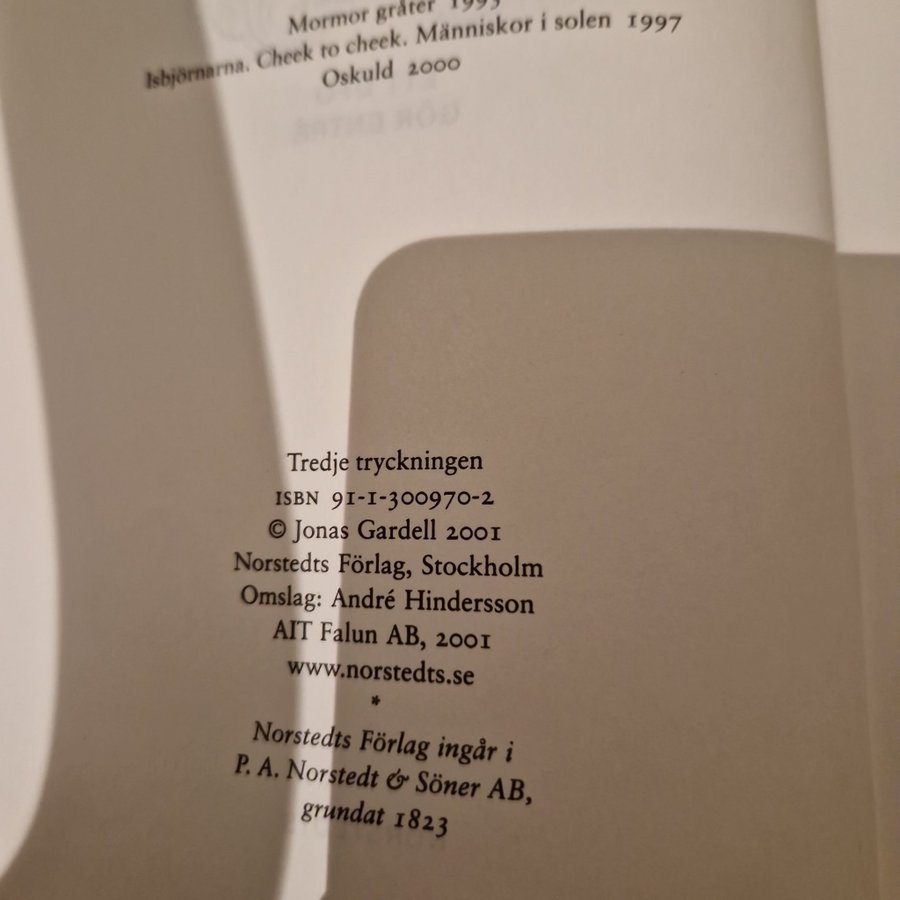 Mormor gråter 1993
Isbjörnarna. Cheek to cheek. Människor i solen 1997
Oskuld 2000
Tredje tryckningen
ISBN 91-1-300970-2
© Jonas Gardell 2001
Norstedts Förlag, Stockholm
Omslag: André Hindersson
AIT Falun AB, 2001
www.norstedts.se
*
Norstedts Förlag ingår i
P. A. Norstedt & Söner AB,
grundat 1823